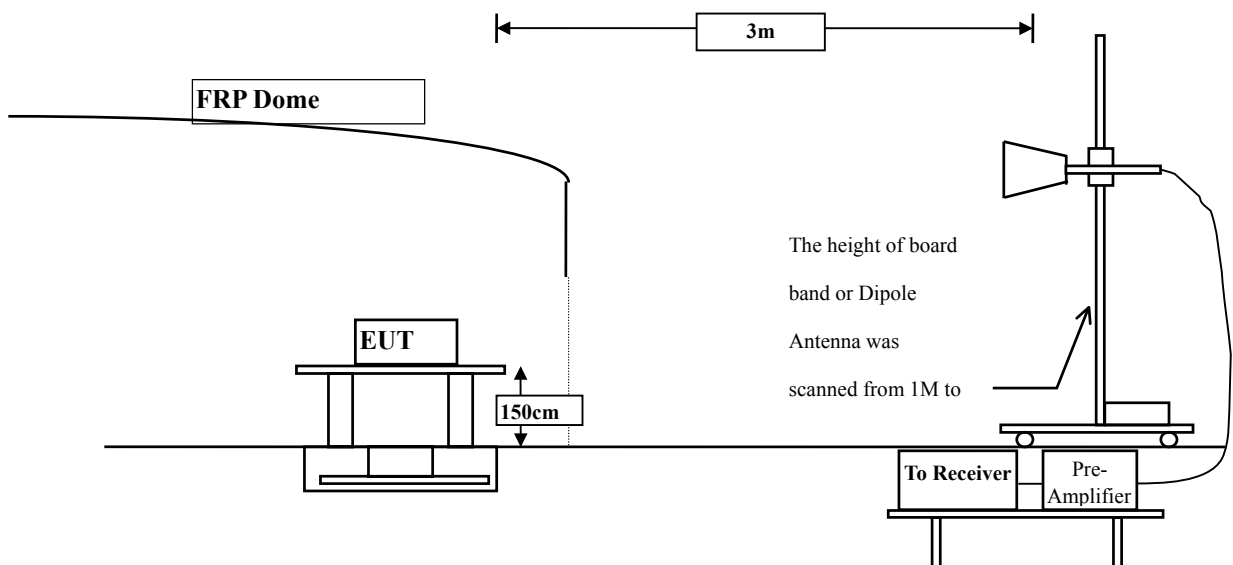 3m
FRP Dome
The height of board
band or Dipole
Antenna was
scanned from 1M to
EUT
150cm
To Receiver
Pre-
Amplifier